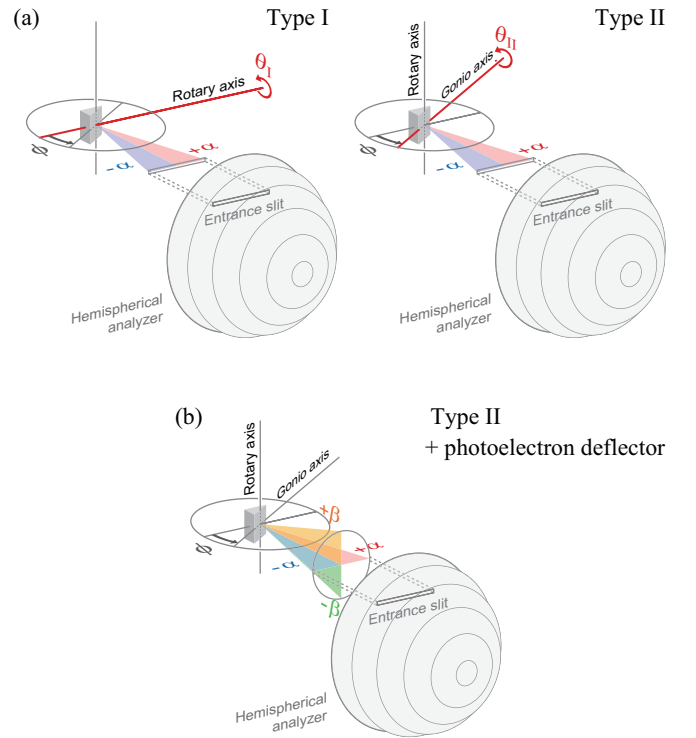 (a)
Type I
θI
Rotary axis
ϕ
-α
+α
Entrance slit
Hemispherical
analyzer
Type II
θII
Rotary axis
Gonio axis
ϕ
-α
+α
Entrance slit
Hemispherical
analyzer
(b)
Type II
+ photoelectron deflector
Rotary axis
Gonio axis
+β
ϕ
+α
-α
-β
Entrance slit
Hemispherical
analyzer